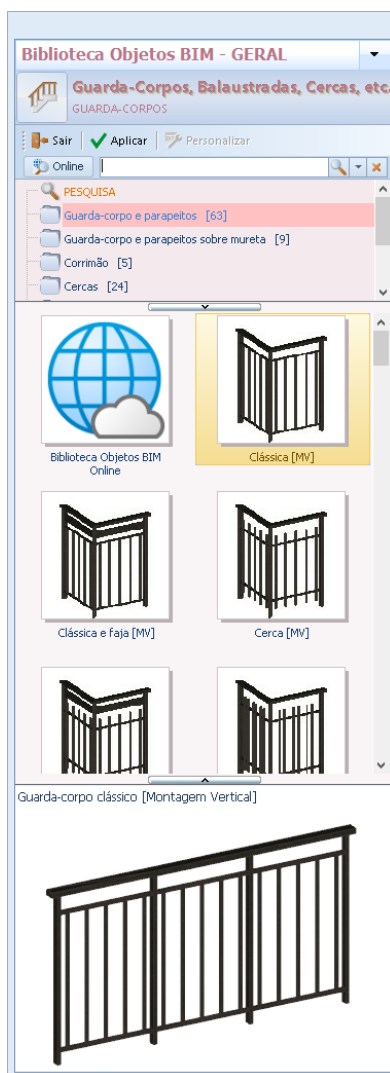 Biblioteca Objetos BIM - GERAL
Guarda-Corpos, Balaustradas, Cercas, etc.
GUARDA-CORPOS
Sair Aplicar Personalizar
Online
PESQUISA
Guarda-corpo e parapeitos [63]
Guarda-corpo e parapeitos sobre mureta [9]
Corrimão [5]
Cercas [24]
Biblioteca Objetos BIM
Online
Clássica [MV]
Clássica e faja [MV]
Cerca [MV]
Guarda-corpo clássico [Montagem Vertical]